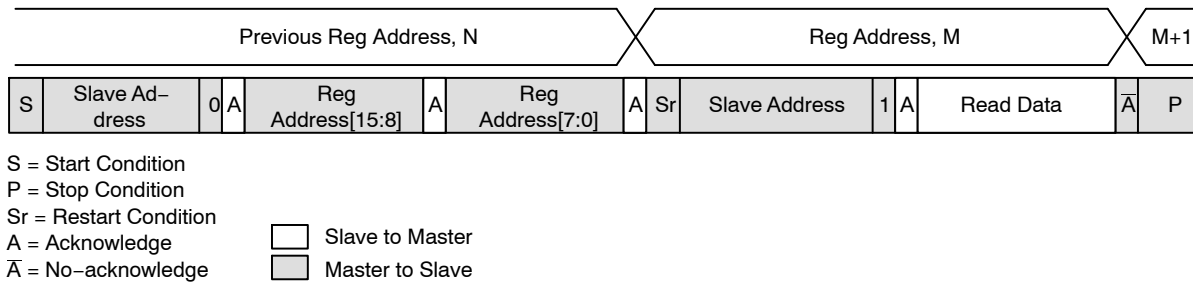 Previous Reg Address, N Reg Address, M M+1
S Slave Ad− 0 A Reg A Reg A Sr Slave Address 1 A Read Data A̅ P
dress Address[15:8] Address[7:0]
S = Start Condition
P = Stop Condition
Sr = Restart Condition
A = Acknowledge Slave to Master
A̅ = No−acknowledge Master to Slave